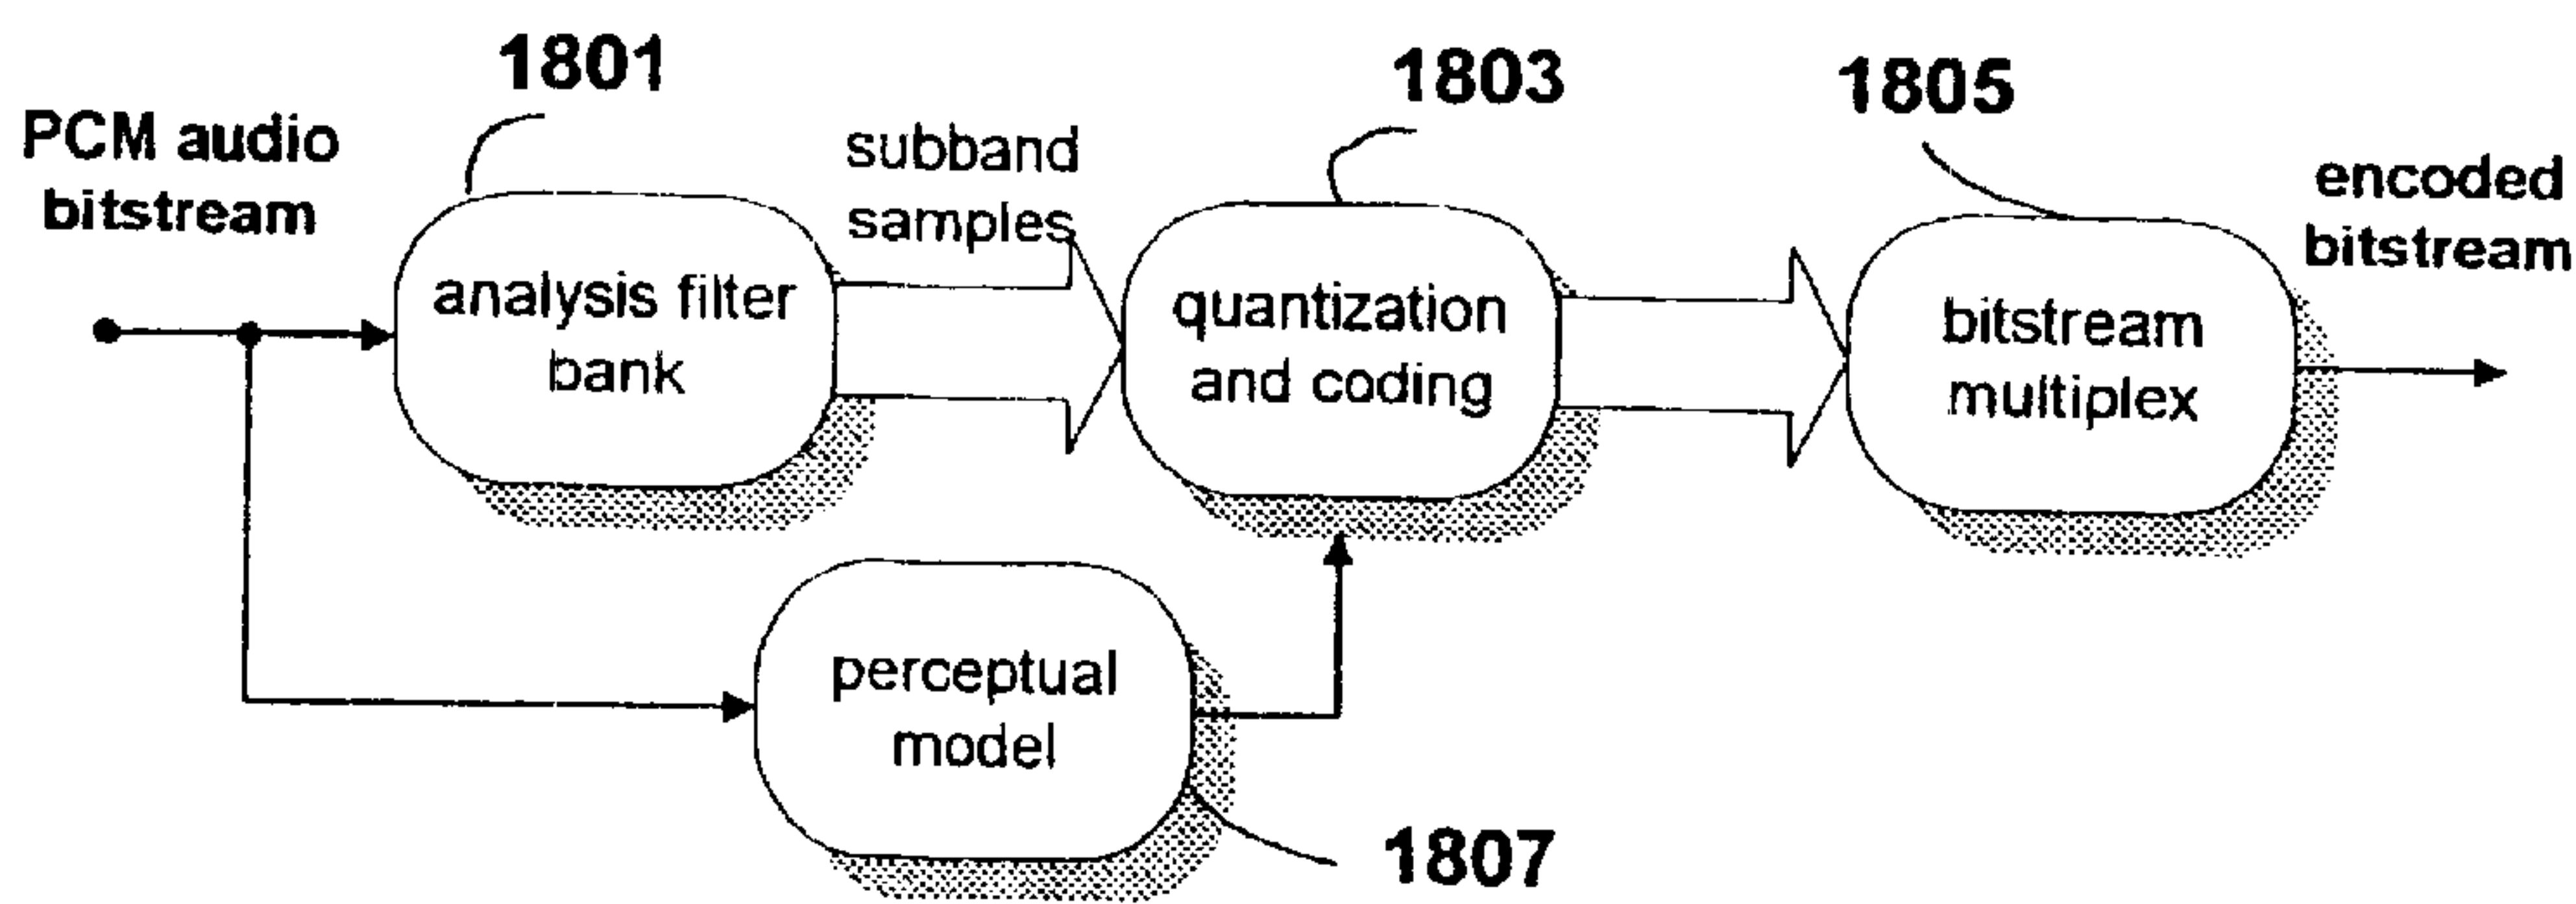 1801
1803
1805
PCM audio
bitstream
subband
samples
encoded
bitstream
analysis filter
bank
quantization
and coding
bitstream
multiplex
perceptual
model
1807